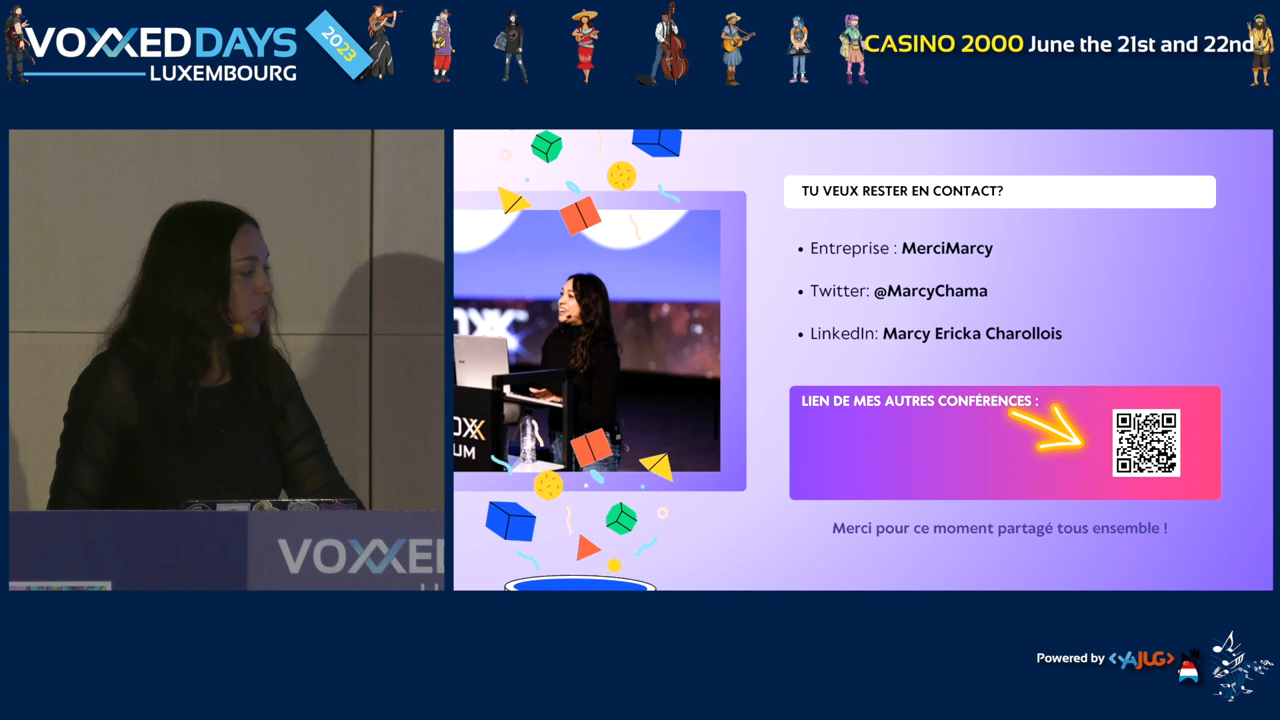 VOXXED DAYS
LUXEMBOURG
2023
CASINO 2000 June the 21st and 22nd
TU VEUX RESTER EN CONTACT?
• Entreprise : MerciMarcy
• Twitter: @MarcyChama
• LinkedIn: Marcy Ericka Charollois
LIEN DE MES AUTRES CONFÉRENCES :
Merci pour ce moment partagé tous ensemble !
VOXXE
Powered by <YAJUG>